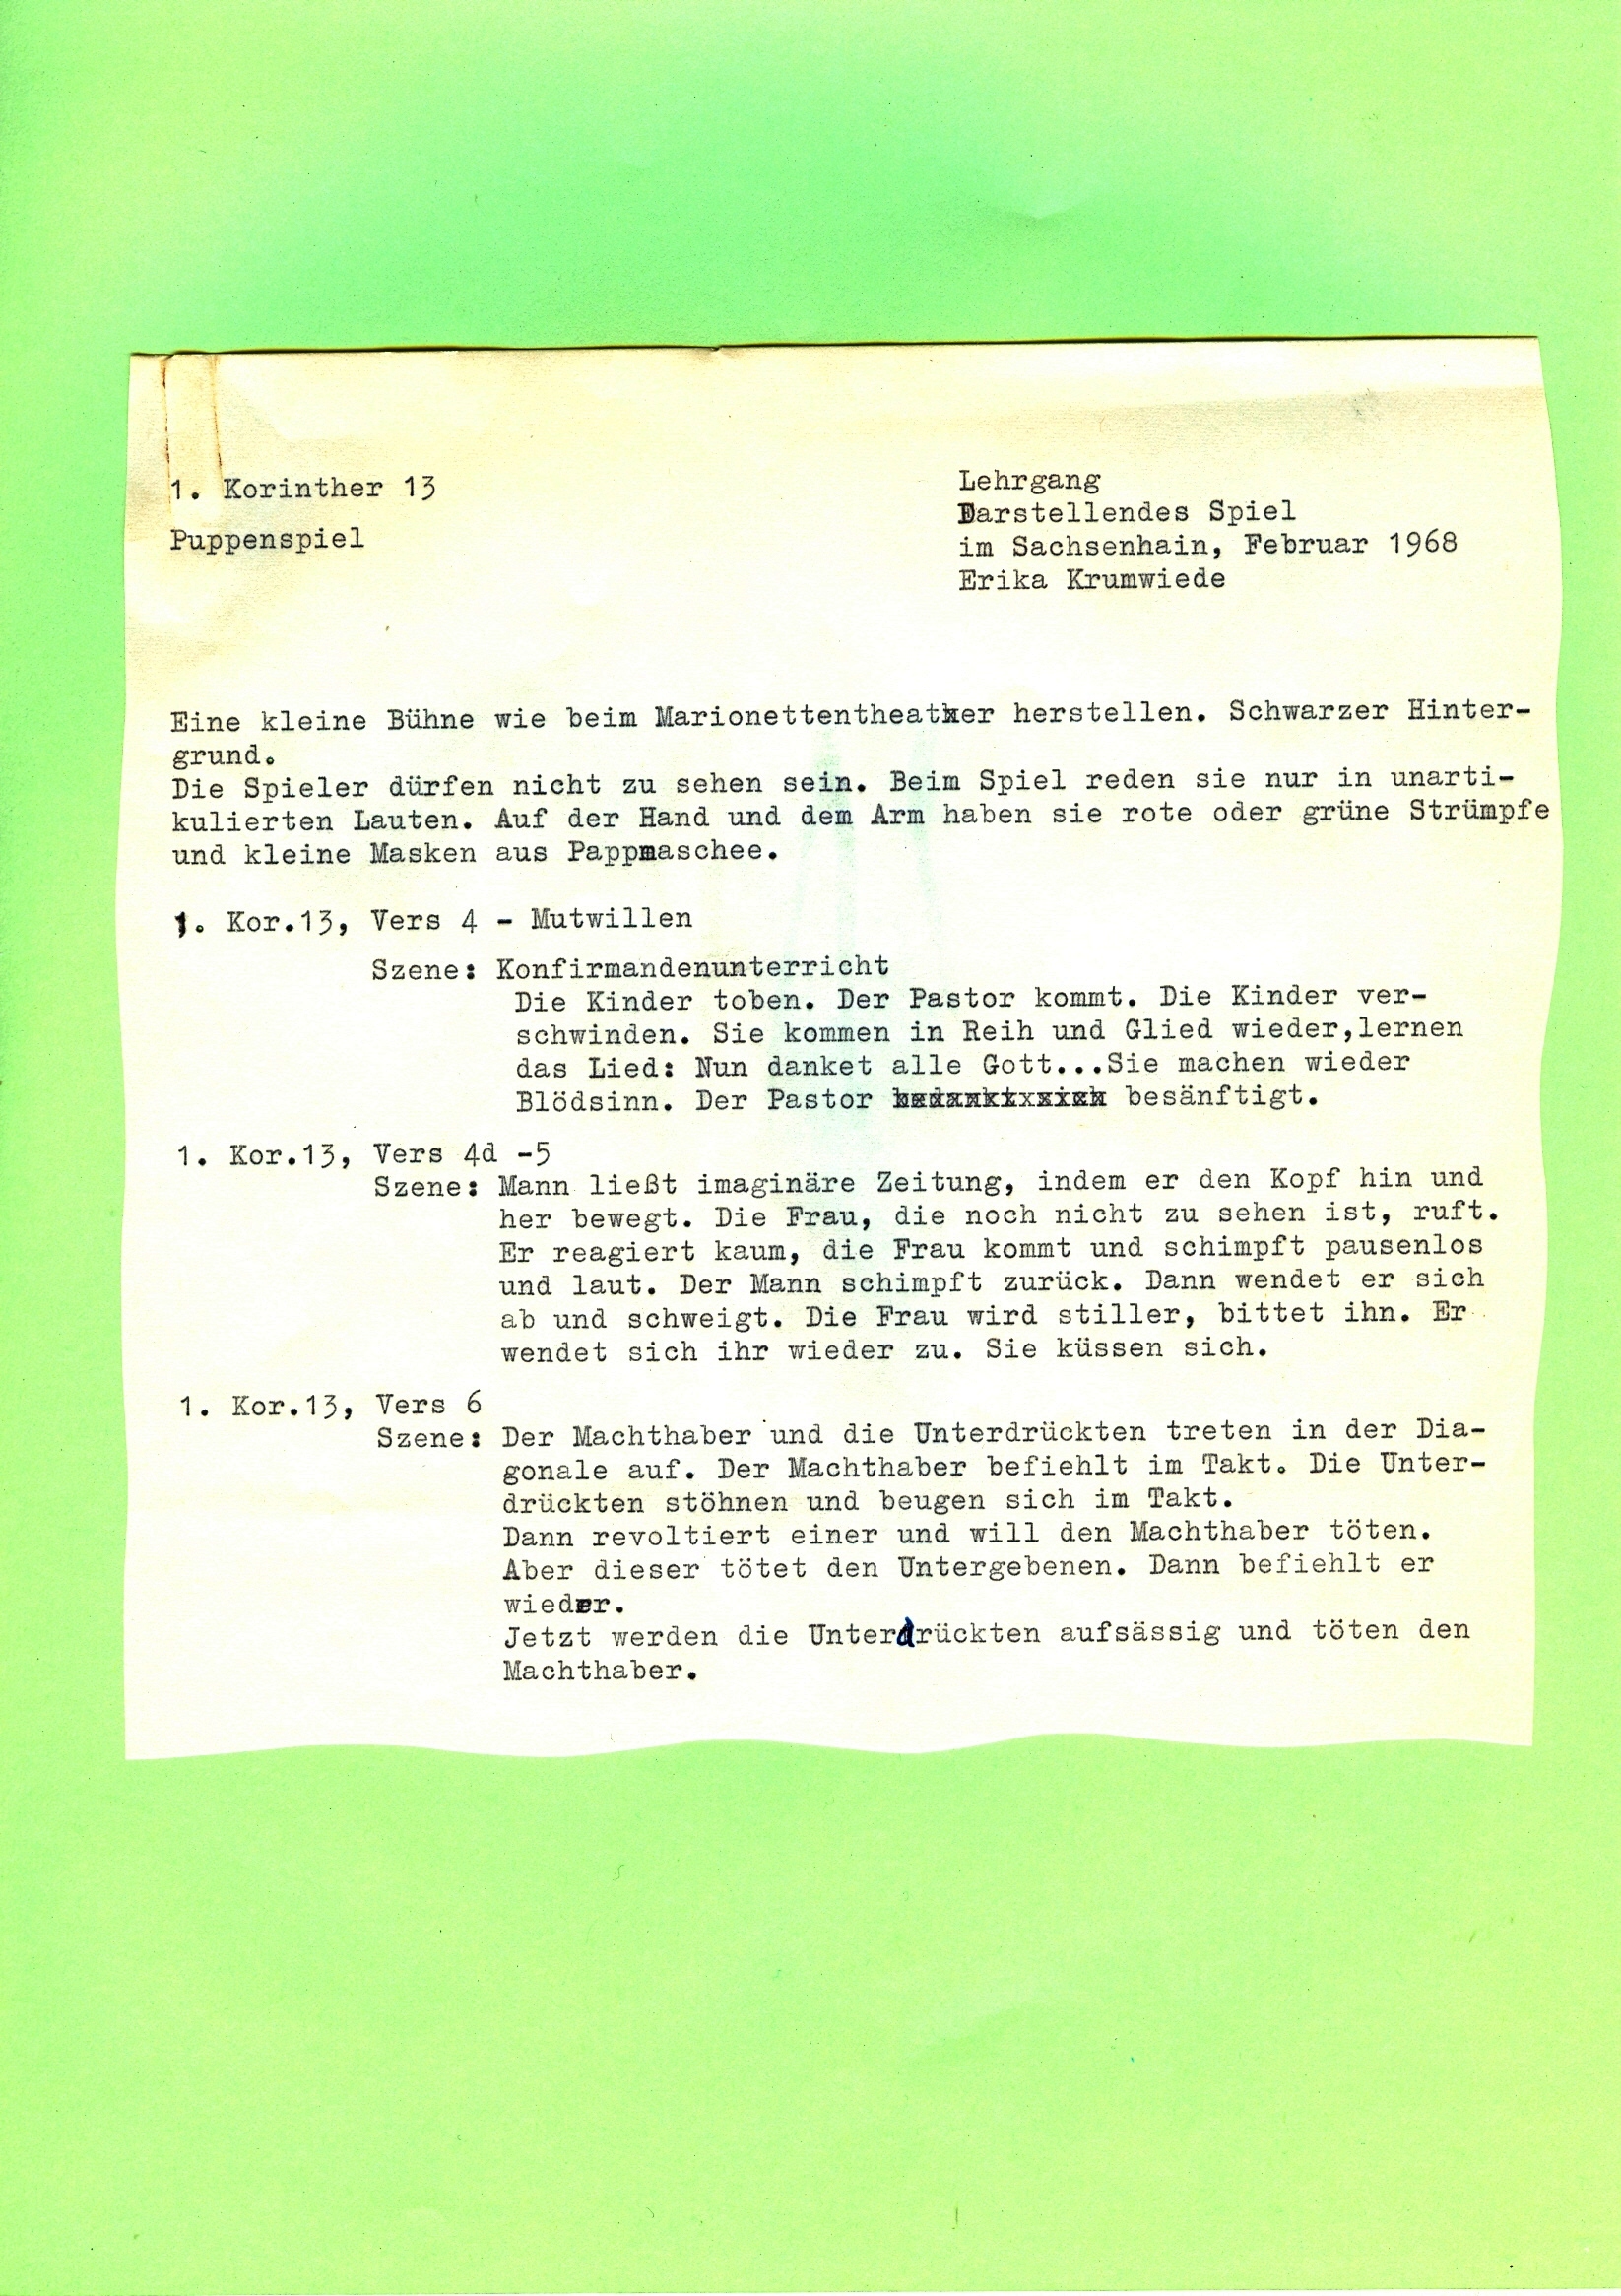 1. Korinther 13
Puppenspiel
Lehrgang
Darstellendes Spiel
im Sachsenhain, Februar 1968
Erika Krumwiede
Eine kleine Bühne wie beim Marionettentheater herstellen. Schwarzer Hinter-
grund.
Die Spieler dürfen nicht zu sehen sein. Beim Spiel reden sie nur in unarti-
kulierten Lauten. Auf der Hand und dem Arm haben sie rote oder grüne Strümpfe
und kleine Masken aus Pappmaschee.
1. Kor.13, Vers 4 - Mutwillen
Szene: Konfirmandenunterricht
Die Kinder toben. Der Pastor kommt. Die Kinder ver-
schwinden. Sie kommen in Reih und Glied wieder,lernen
das Lied: Nun danket alle Gott...Sie machen wieder
Blödsinn. Der Pastor besänftigt.
1. Kor.13, Vers 4d -5
Szene: Mann ließt imaginäre Zeitung, indem er den Kopf hin und
her bewegt. Die Frau, die noch nicht zu sehen ist, ruft.
Er reagiert kaum, die Frau kommt und schimpft pausenlos
und laut. Der Mann schimpft zurück. Dann wendet er sich
ab und schweigt. Die Frau wird stiller, bittet ihn. Er
wendet sich ihr wieder zu. Sie küssen sich.
1. Kor.13, Vers 6
Szene: Der Machthaber und die Unterdrückten treten in der Dia-
gonale auf. Der Machthaber befiehlt im Takt. Die Unter-
drückten stöhnen und beugen sich im Takt.
Dann revoltiert einer und will den Machthaber töten.
Aber dieser tötet den Untergebenen. Dann befiehlt er
wieder.
Jetzt werden die Unterdrückten aufsässig und töten den
Machthaber.